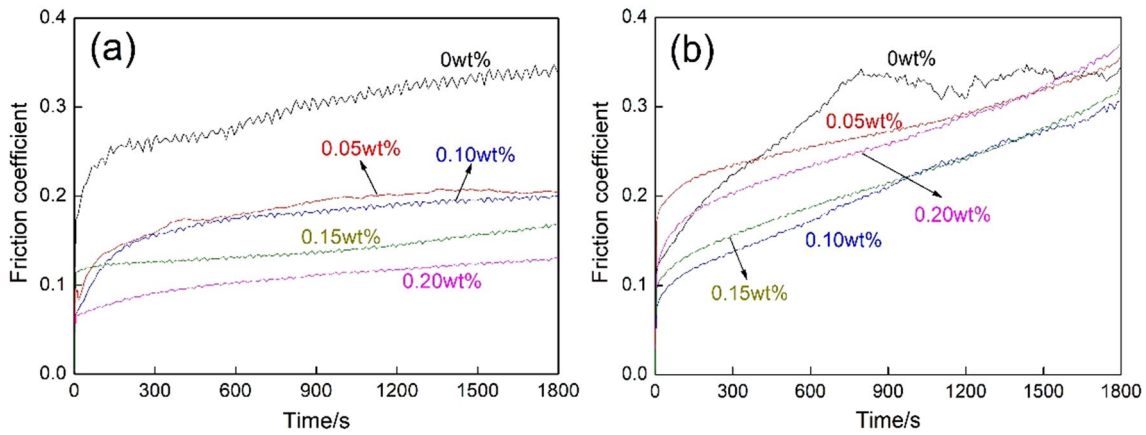 (a)
Friction coefficient
0.4
0.3
0.2
0.1
0.0
0wt%
0.05wt%
0.10wt%
0.15wt%
0.20wt%
0 300 600 900 1200 1500 1800
Time/s
(b)
Friction coefficient
0.4
0.3
0.2
0.1
0.0
0wt%
0.05wt%
0.20wt%
0.10wt%
0.15wt%
0 300 600 900 1200 1500 1800
Time/s